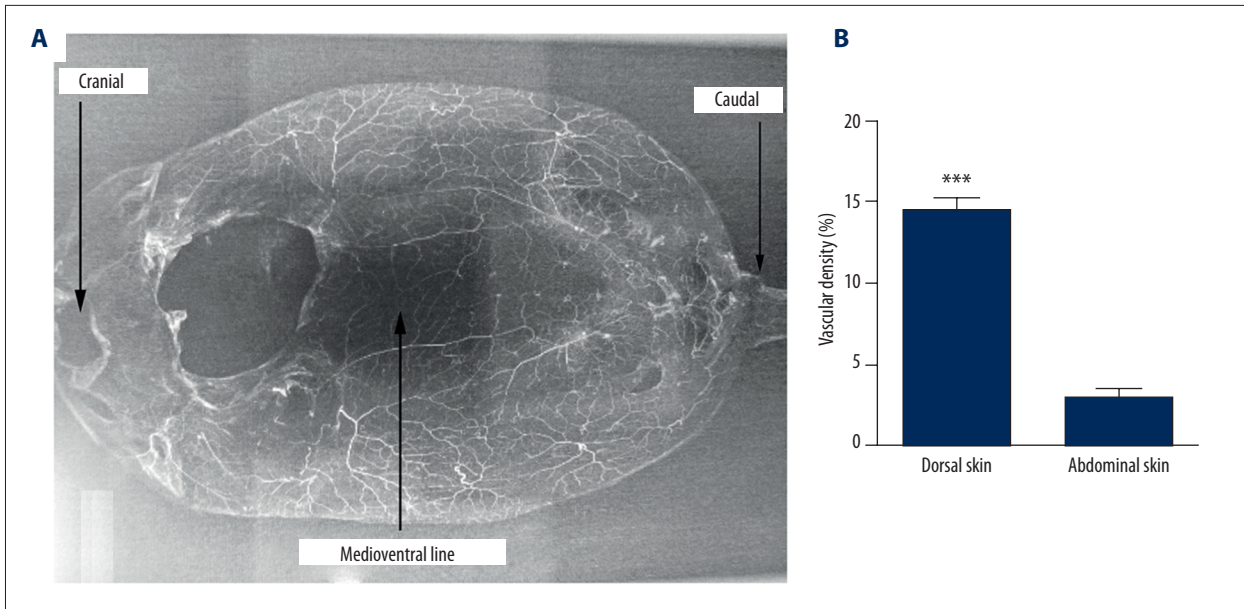 A
Cranial
Caudal
Medioventral line
B
Vascular density (%)
20
15
10
5
0
***
Dorsal skin
Abdominal skin